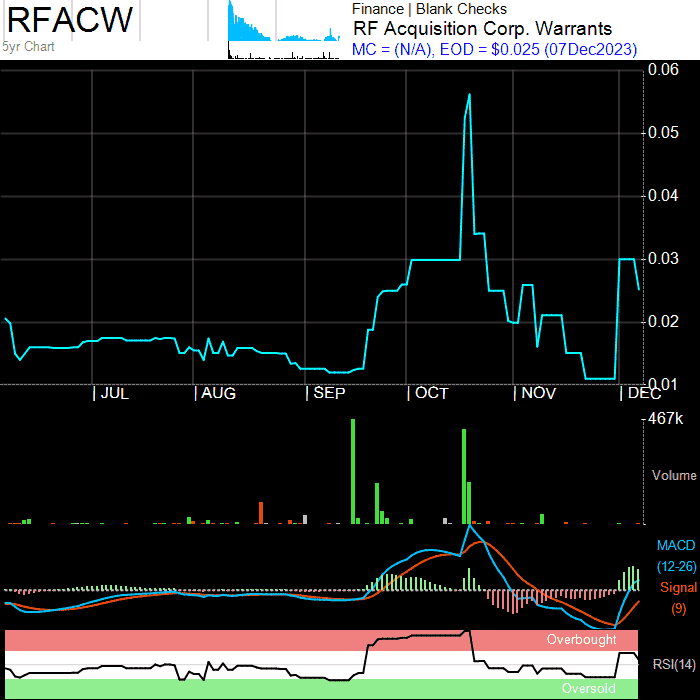 RFACW
5yr Chart
Finance | Blank Checks
RF Acquisition Corp. Warrants
MC = (N/A), EOD = $0.025 (07Dec2023)
0.06
0.05
0.04
0.03
0.02
0.01
JUL AUG SEP OCT NOV DEC
467k
Volume
MACD
(12-26)
Signal
(9)
Overbought
RSI(14)
Oversold